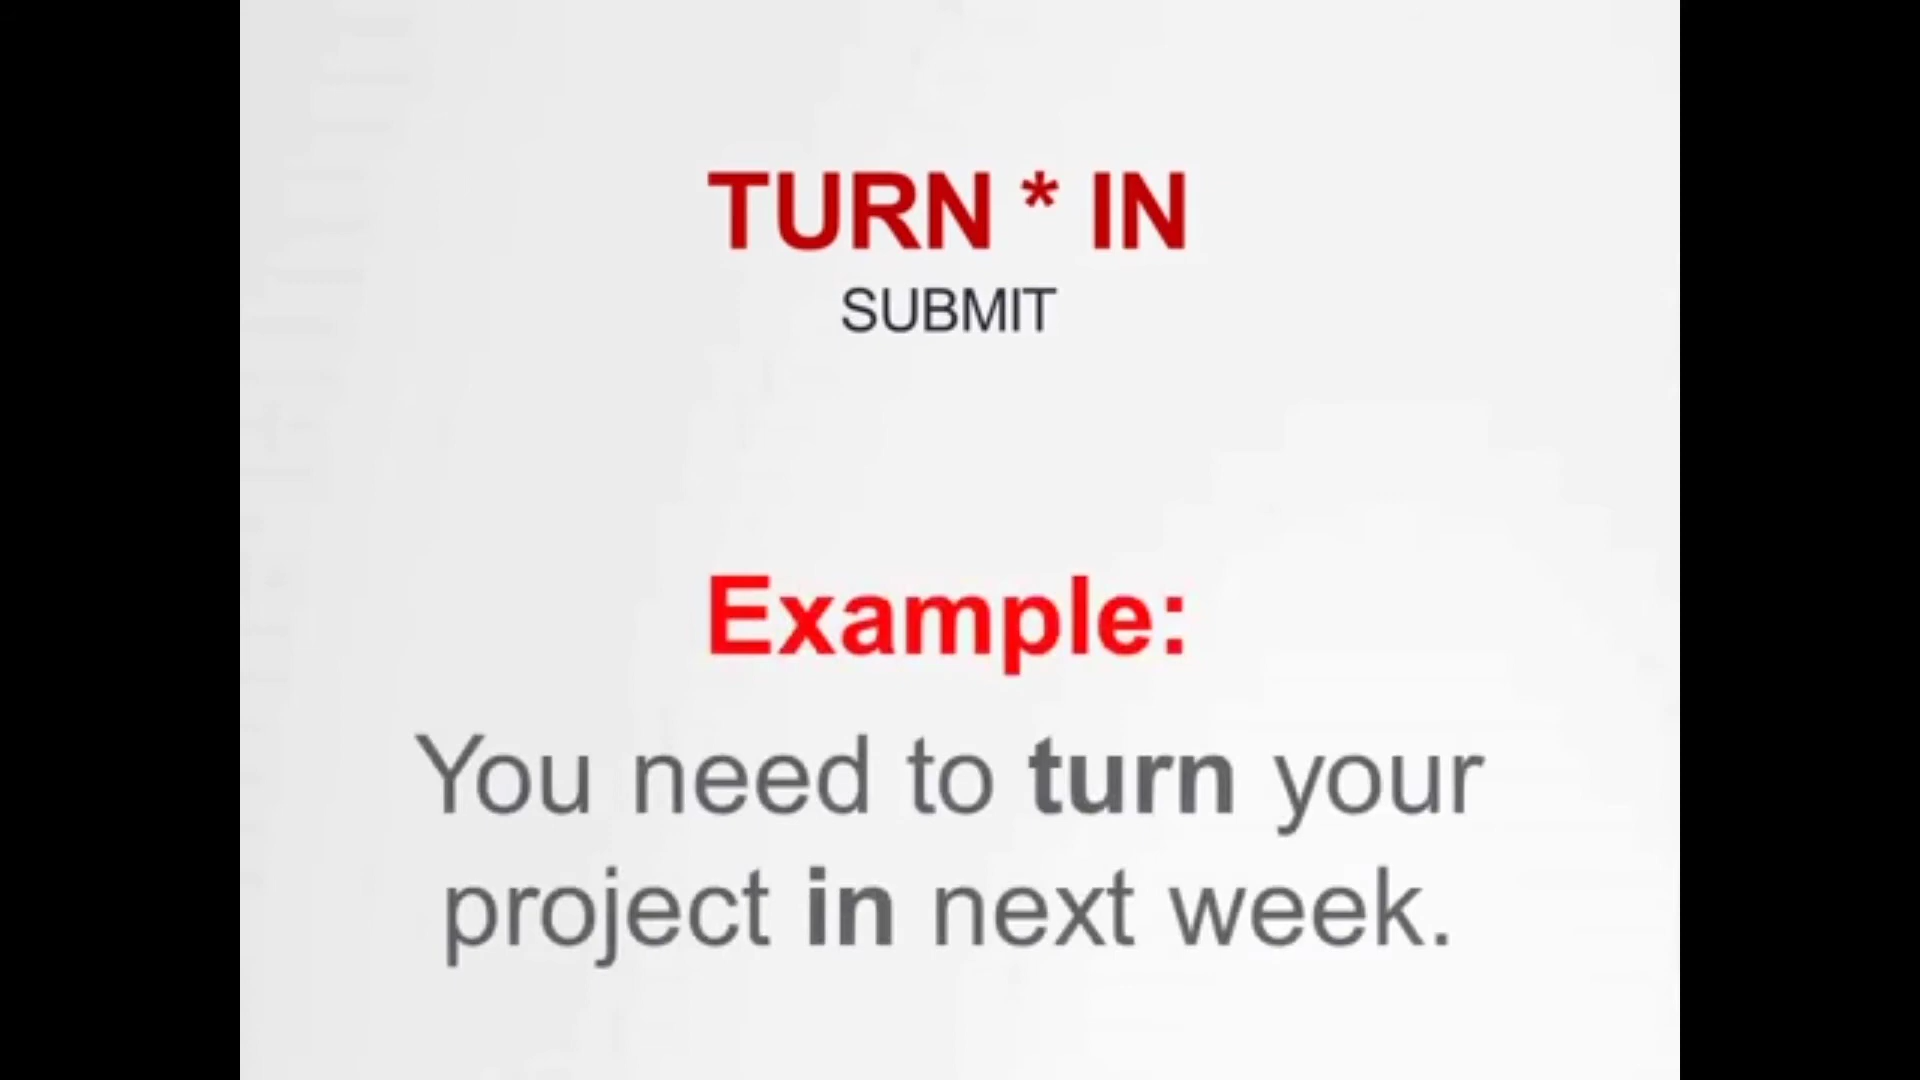 TURN * IN
SUBMIT
Example:
You need to turn your
project in next week.